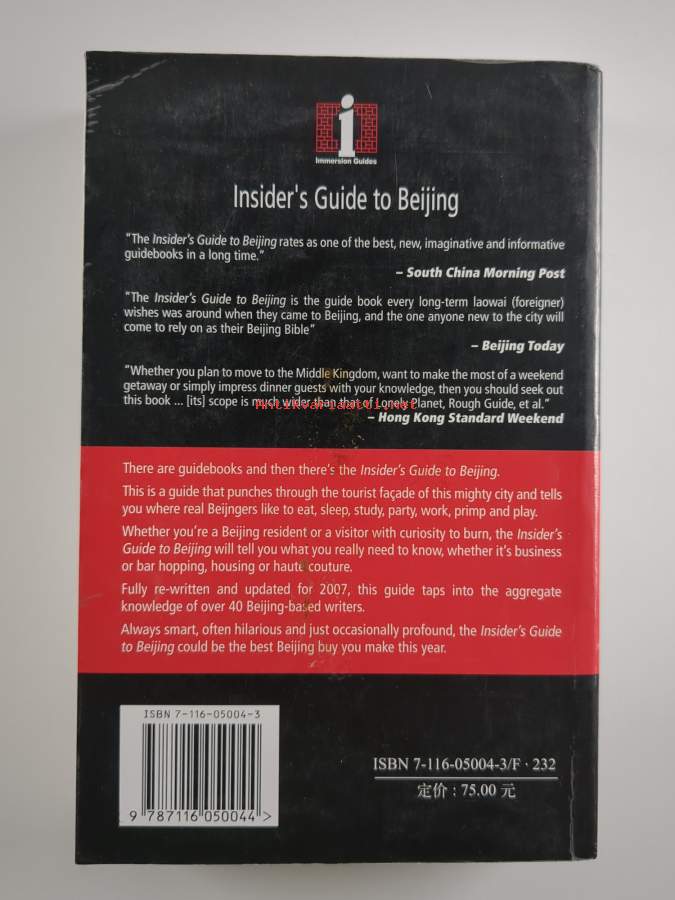 i
Immersion Guides
Insider's Guide to Beijing
"The Insider's Guide to Beijing rates as one of the best, new, imaginative and informative
guidebooks in a long time."
– South China Morning Post
"The Insider's Guide to Beijing is the guide book every long-term laowai (foreigner)
wishes was around when they came to Beijing, and the one anyone new to the city will
come to rely on as their Beijing Bible"
– Beijing Today
"Whether you plan to move to the Middle Kingdom, want to make the most of a weekend
getaway or simply impress dinner guests with your knowledge, then you should seek out
this book ... [its] scope is much wider than that of Lonely Planet, Rough Guide, et al."
Antikvariaatti.net
– Hong Kong Standard Weekend
There are guidebooks and then there's the Insider's Guide to Beijing.
This is a guide that punches through the tourist façade of this mighty city and tells
you where real Beijngers like to eat, sleep, study, party, work, primp and play.
Whether you're a Beijing resident or a visitor with curiosity to burn, the Insider's
Guide to Beijing will tell you what you really need to know, whether it's business
or bar hopping, housing or haute couture.
Fully re-written and updated for 2007, this guide taps into the aggregate
knowledge of over 40 Beijing-based writers.
Always smart, often hilarious and just occasionally profound, the Insider's Guide
to Beijing could be the best Beijing buy you make this year.
ISBN 7-116-05004-3
9 787116 050044 >
ISBN 7-116-05004-3/F · 232
定价 : 75.00 元